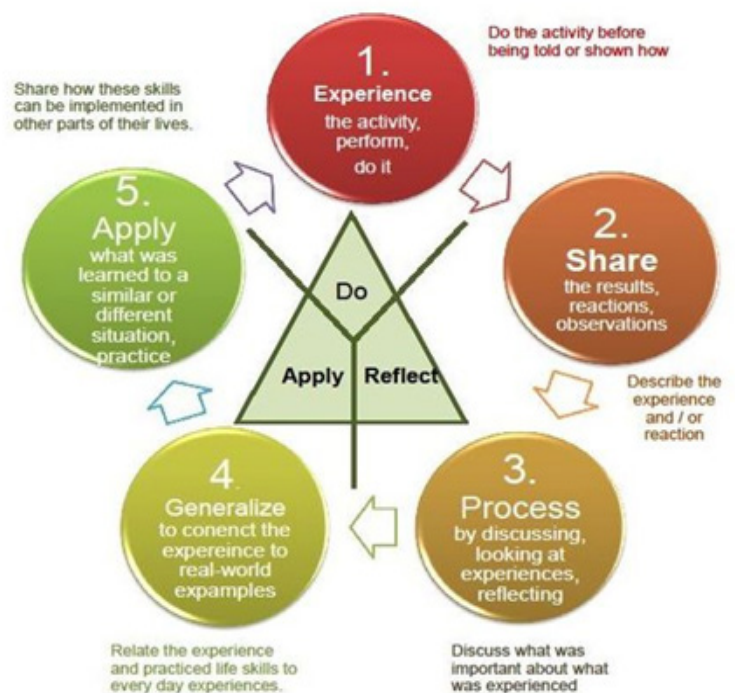 1.
Experience
the activity,
perform,
do it
Do the activity before
being told or shown how
2.
Share
the results,
reactions,
observations
Describe the
experience
and / or
reaction
3.
Process
by discussing,
looking at
experiences,
reflecting
Discuss what was
important about what
was experienced
4.
Generalize
to conenct the
expereince to
real-world
expamples
Relate the experience
and practiced life skills to
every day experiences.
5.
Apply
what was
learned to a
similar or
different
situation,
practice
Share how these skills
can be implemented in
other parts of their lives.
Do
Apply
Reflect